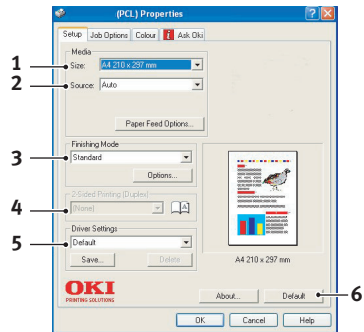 (PCL) Properties
Setup Job Options Colour Ask Oki
Media
1 Size: A4 210 x 297 mm
2 Source: Auto
Paper Feed Options...
Finishing Mode
3 Standard
Options...
2-Sided Printing (Duplex)
4 (None) A
Driver Settings
5 Default
Save... Delete
A4 210 x 297 mm
OKI
PRINTING SOLUTIONS
About... Default 6
OK Cancel Help